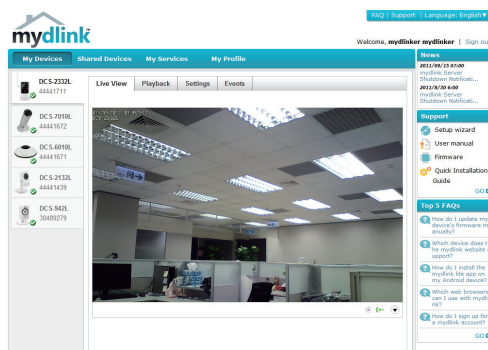 FAQ | Support | Language: English
mydlink
Welcome, mydlinker mydlinker | Sign ou
My Devices Shared Devices My Services My Profile
DCS-2332L
44441711
DCS-7010L
44441672
DCS-6010L
44441671
DCS-2132L
44441439
DCS-942L
30489279
Live View Playback Settings Events
News
2011/09/15 07:00
mydlink Server
Shutdown Notificati...
2011/8/30 6:00
mydlink Server
Shutdown Notificati...
Support
Setup wizard
User manual
Firmware
Quick Installation
Guide
GO
Top 5 FAQs
How do I update my
device's firmware m
anually?
Which device does t
he mydlink website s
upport?
How do I install the
mydlink lite app on
my Android device?
Which web browsers
can I use with mydli
nk?
How do I sign up for
a mydlink account?
GO